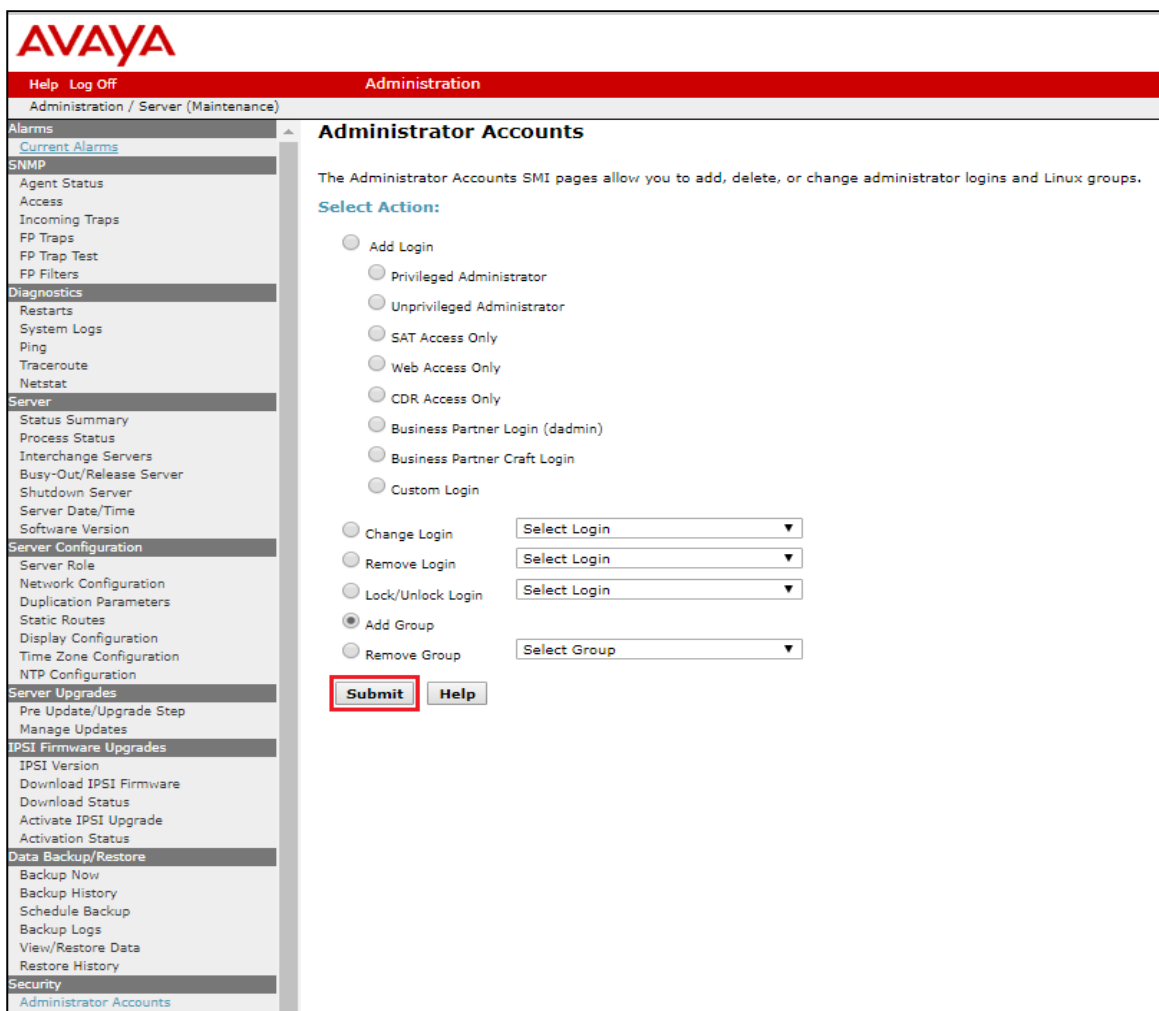 AVAYA
Help Log Off
Administration
Administration / Server (Maintenance)
Alarms
Current Alarms
SNMP
Agent Status
Access
Incoming Traps
FP Traps
FP Trap Test
FP Filters
Diagnostics
Restarts
System Logs
Ping
Traceroute
Netstat
Server
Status Summary
Process Status
Interchange Servers
Busy-Out/Release Server
Shutdown Server
Server Date/Time
Software Version
Server Configuration
Server Role
Network Configuration
Duplication Parameters
Static Routes
Display Configuration
Time Zone Configuration
NTP Configuration
Server Upgrades
Pre Update/Upgrade Step
Manage Updates
IPSI Firmware Upgrades
IPSI Version
Download IPSI Firmware
Download Status
Activate IPSI Upgrade
Activation Status
Data Backup/Restore
Backup Now
Backup History
Schedule Backup
Backup Logs
View/Restore Data
Restore History
Security
Administrator Accounts
Administrator Accounts
The Administrator Accounts SMI pages allow you to add, delete, or change administrator logins and Linux groups.
Select Action:
Add Login
Privileged Administrator
Unprivileged Administrator
SAT Access Only
Web Access Only
CDR Access Only
Business Partner Login (dadmin)
Business Partner Craft Login
Custom Login
Change Login Select Login
Remove Login Select Login
Lock/Unlock Login Select Login
Add Group
Remove Group Select Group
Submit Help